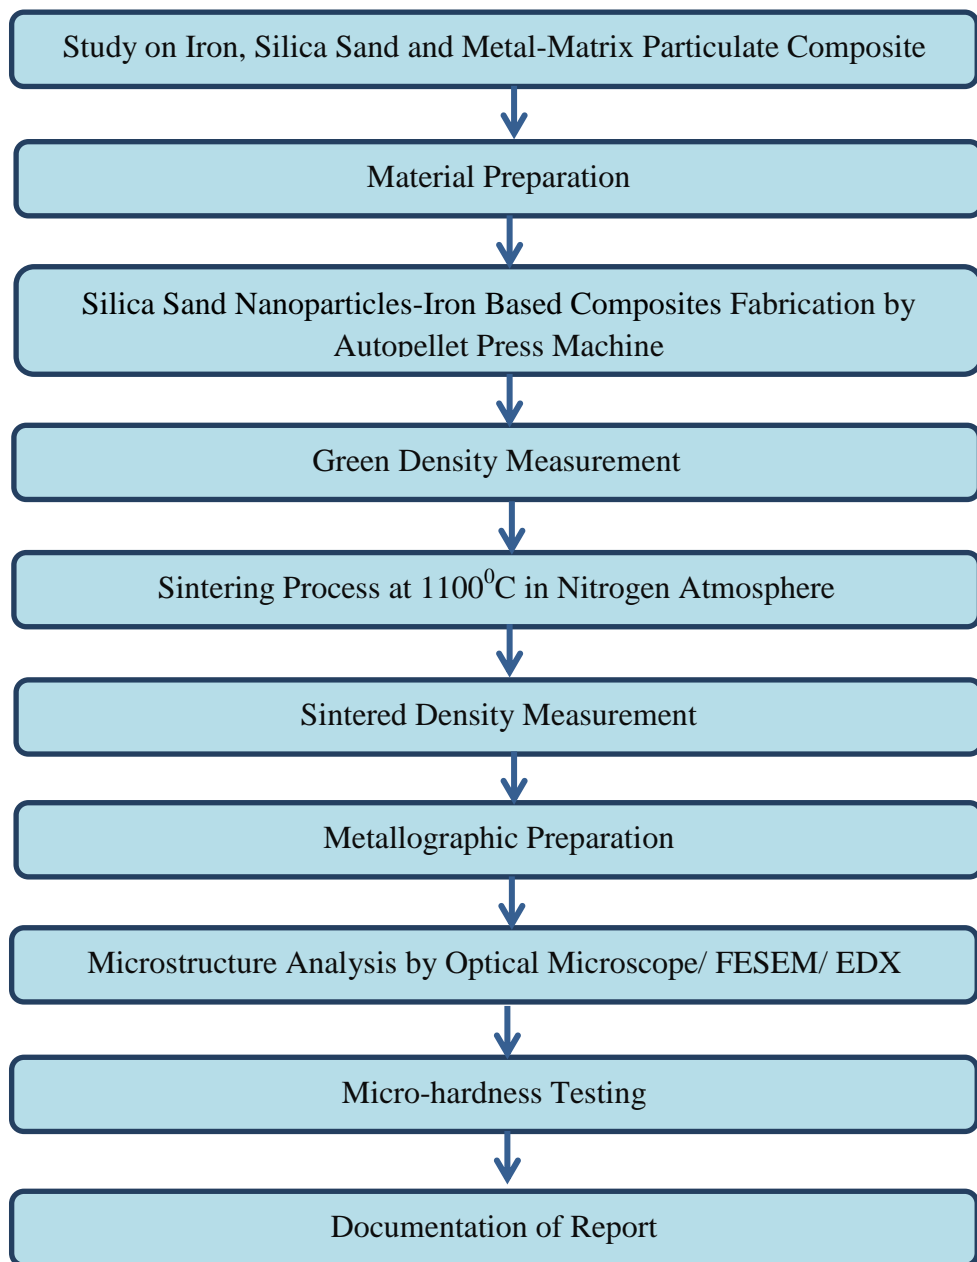 Study on Iron, Silica Sand and Metal-Matrix Particulate Composite
Material Preparation
Silica Sand Nanoparticles-Iron Based Composites Fabrication by
Autopellet Press Machine
Green Density Measurement
Sintering Process at 1100⁰C in Nitrogen Atmosphere
Sintered Density Measurement
Metallographic Preparation
Microstructure Analysis by Optical Microscope/ FESEM/ EDX
Micro-hardness Testing
Documentation of Report